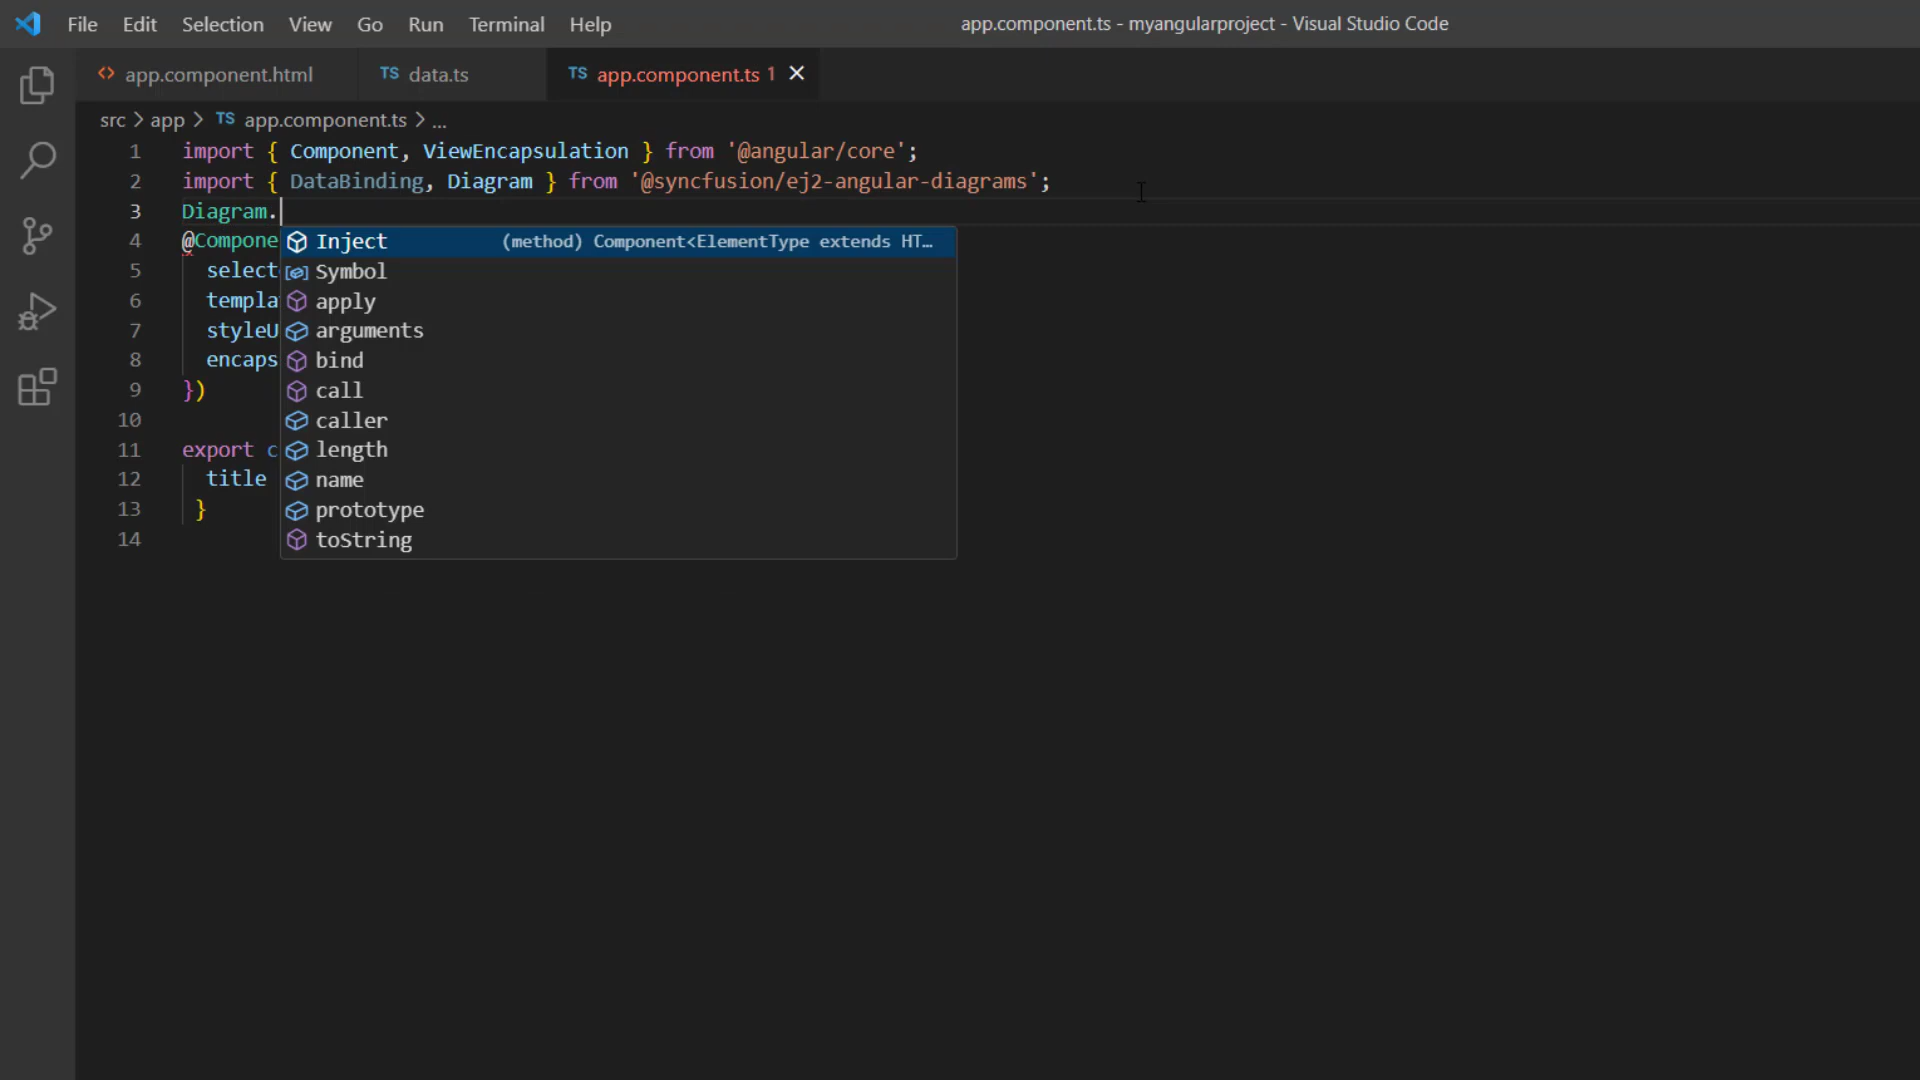 File Edit Selection View Go Run Terminal Help app.component.ts - myangularproject - Visual Studio Code
<> app.component.html TS data.ts TS app.component.ts 1 ×
src > app > TS app.component.ts > ...
1 import { Component, ViewEncapsulation } from '@angular/core';
2 import { DataBinding, Diagram } from '@syncfusion/ej2-angular-diagrams';
3 Diagram.
4 @Compone Inject (method) Component<ElementType extends HT…
5 select Symbol
6 templa apply
7 styleU arguments
8 encaps bind
9 }) call
10 caller
11 export c length
12 title name
13 } prototype
14 toString